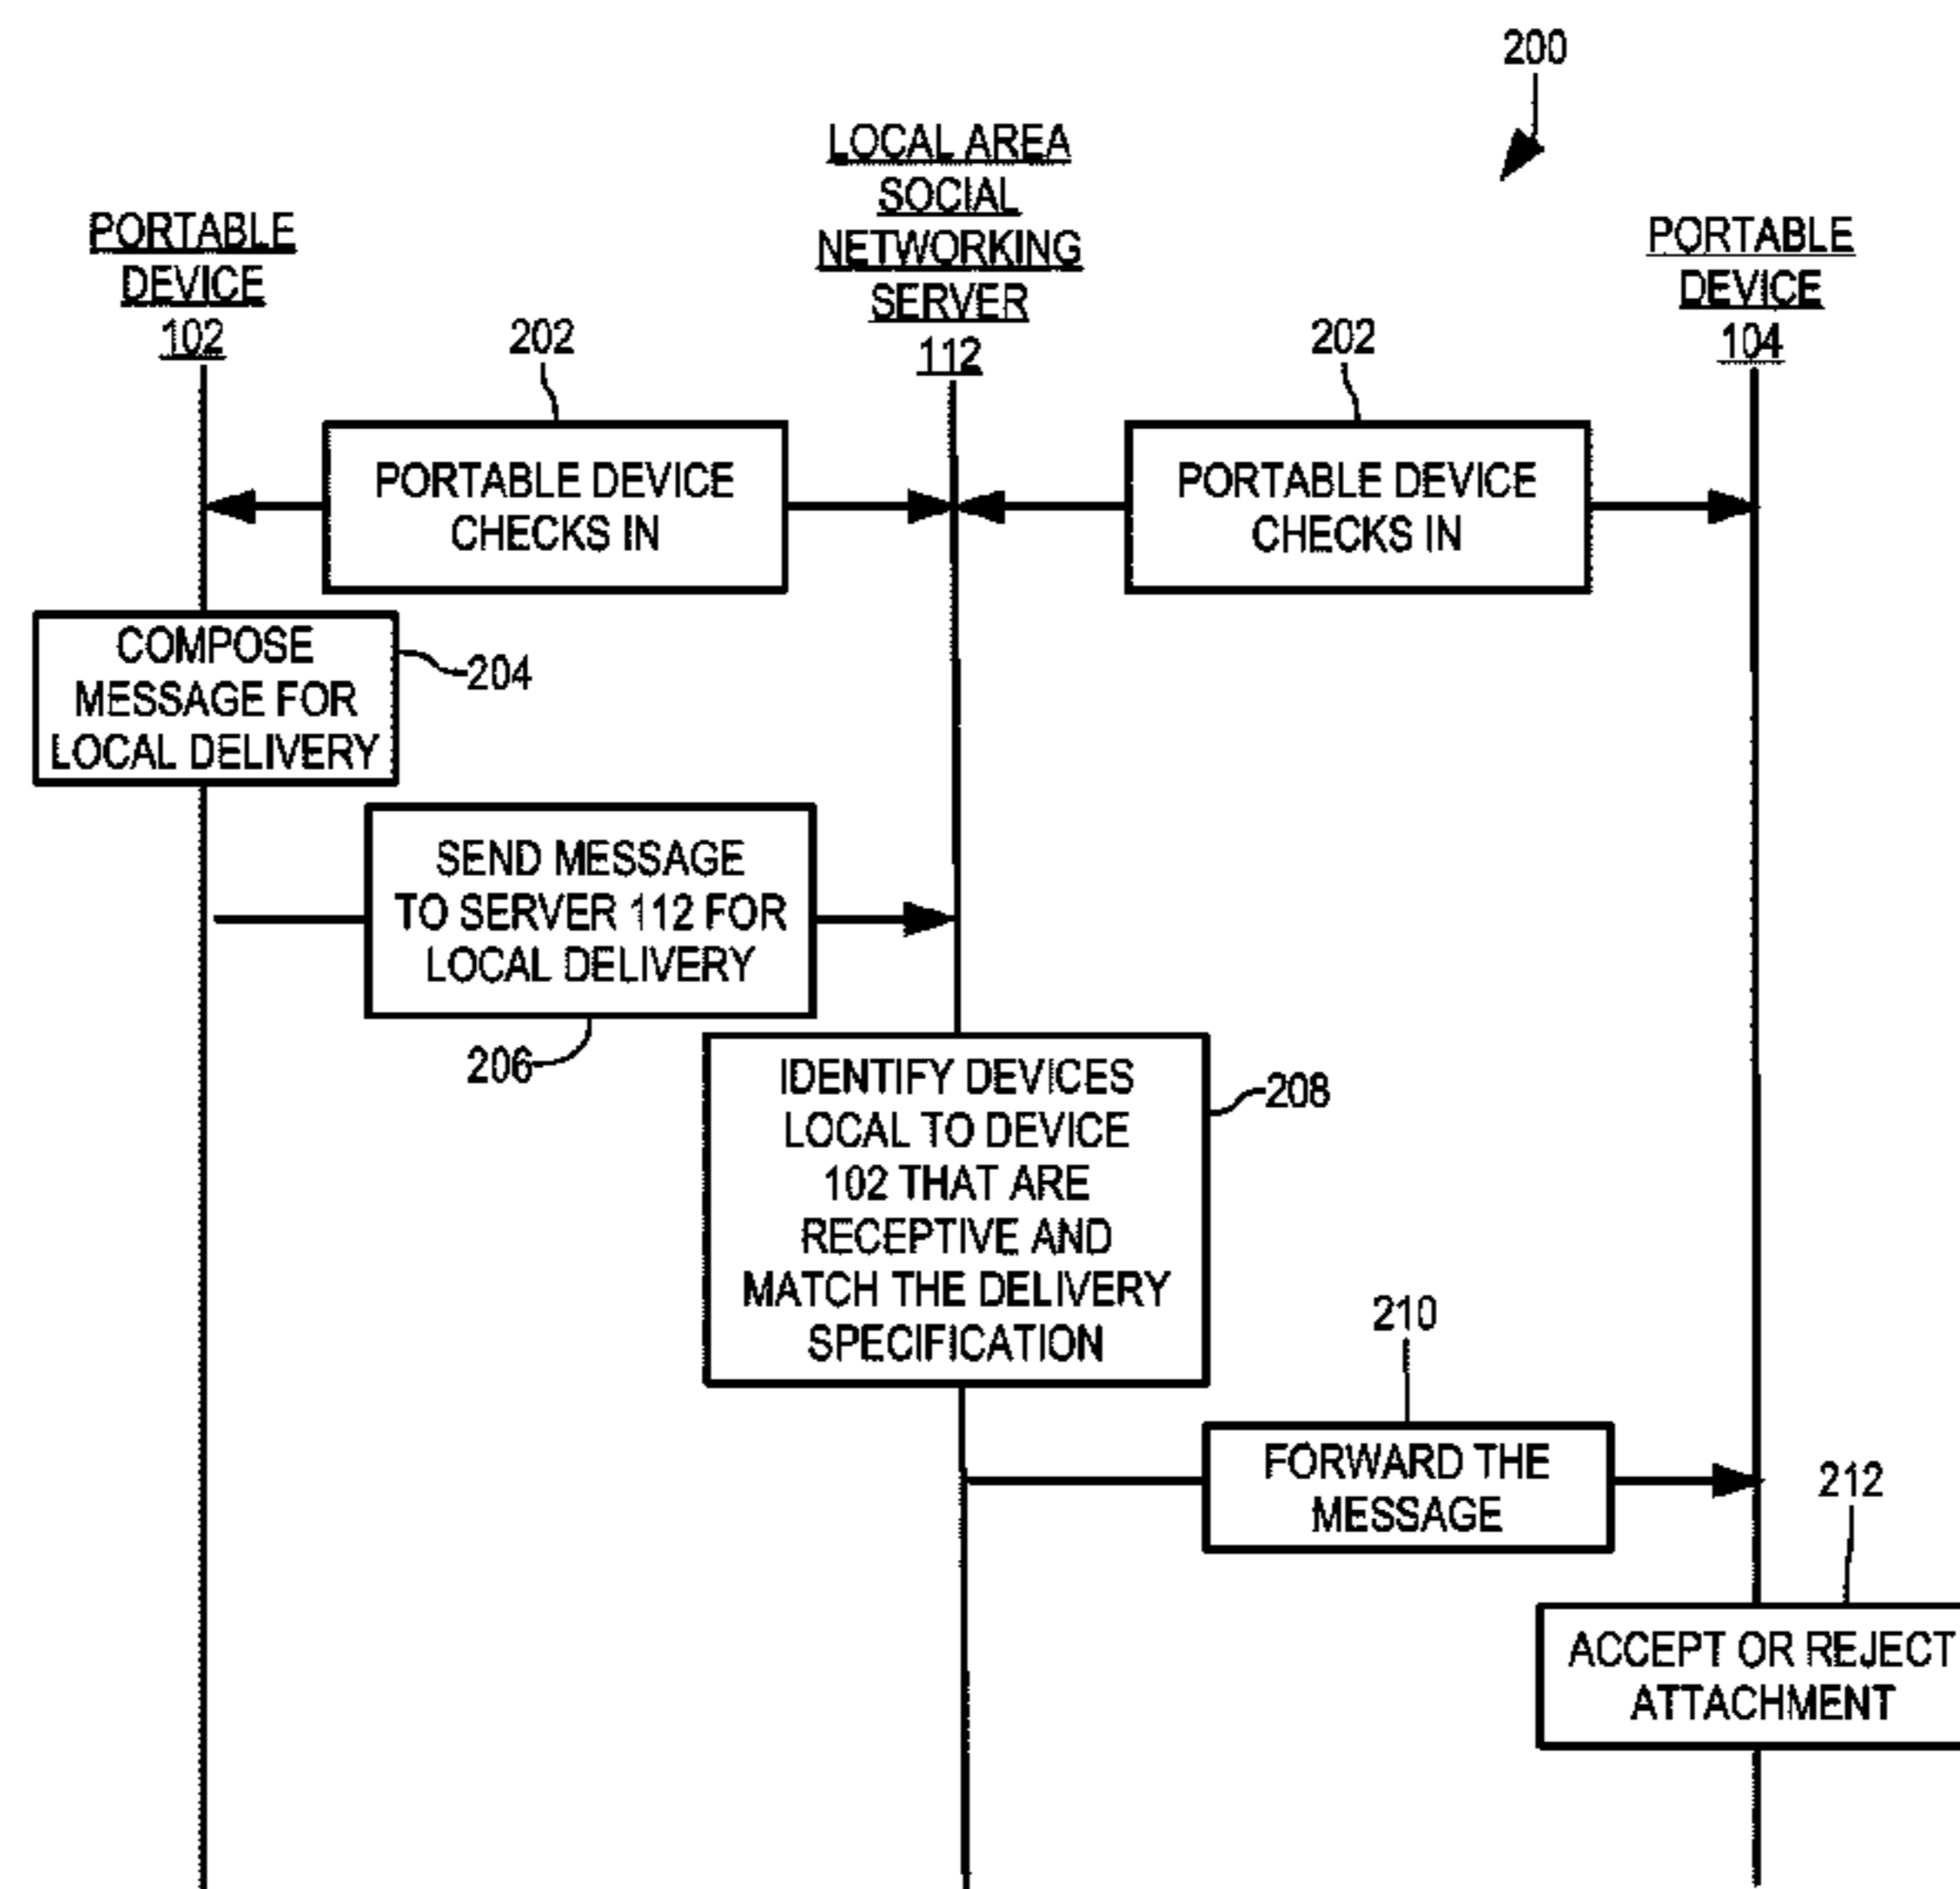 200
PORTABLE
DEVICE
102
LOCAL AREA
SOCIAL
NETWORKING
SERVER
112
PORTABLE
DEVICE
104
202
202
PORTABLE DEVICE
CHECKS IN
PORTABLE DEVICE
CHECKS IN
COMPOSE
MESSAGE FOR
LOCAL DELIVERY
204
SEND MESSAGE
TO SERVER 112 FOR
LOCAL DELIVERY
206
IDENTIFY DEVICES
LOCAL TO DEVICE
102 THAT ARE
RECEPTIVE AND
MATCH THE DELIVERY
SPECIFICATION
208
210
FORWARD THE
MESSAGE
212
ACCEPT OR REJECT
ATTACHMENT